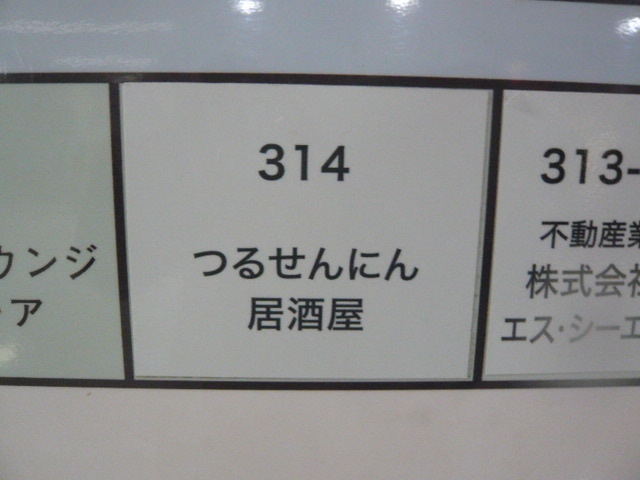 ウンジ
ア
314
つるせんにん
居酒屋
313-
不動産業
株式会社
エス・シーエ